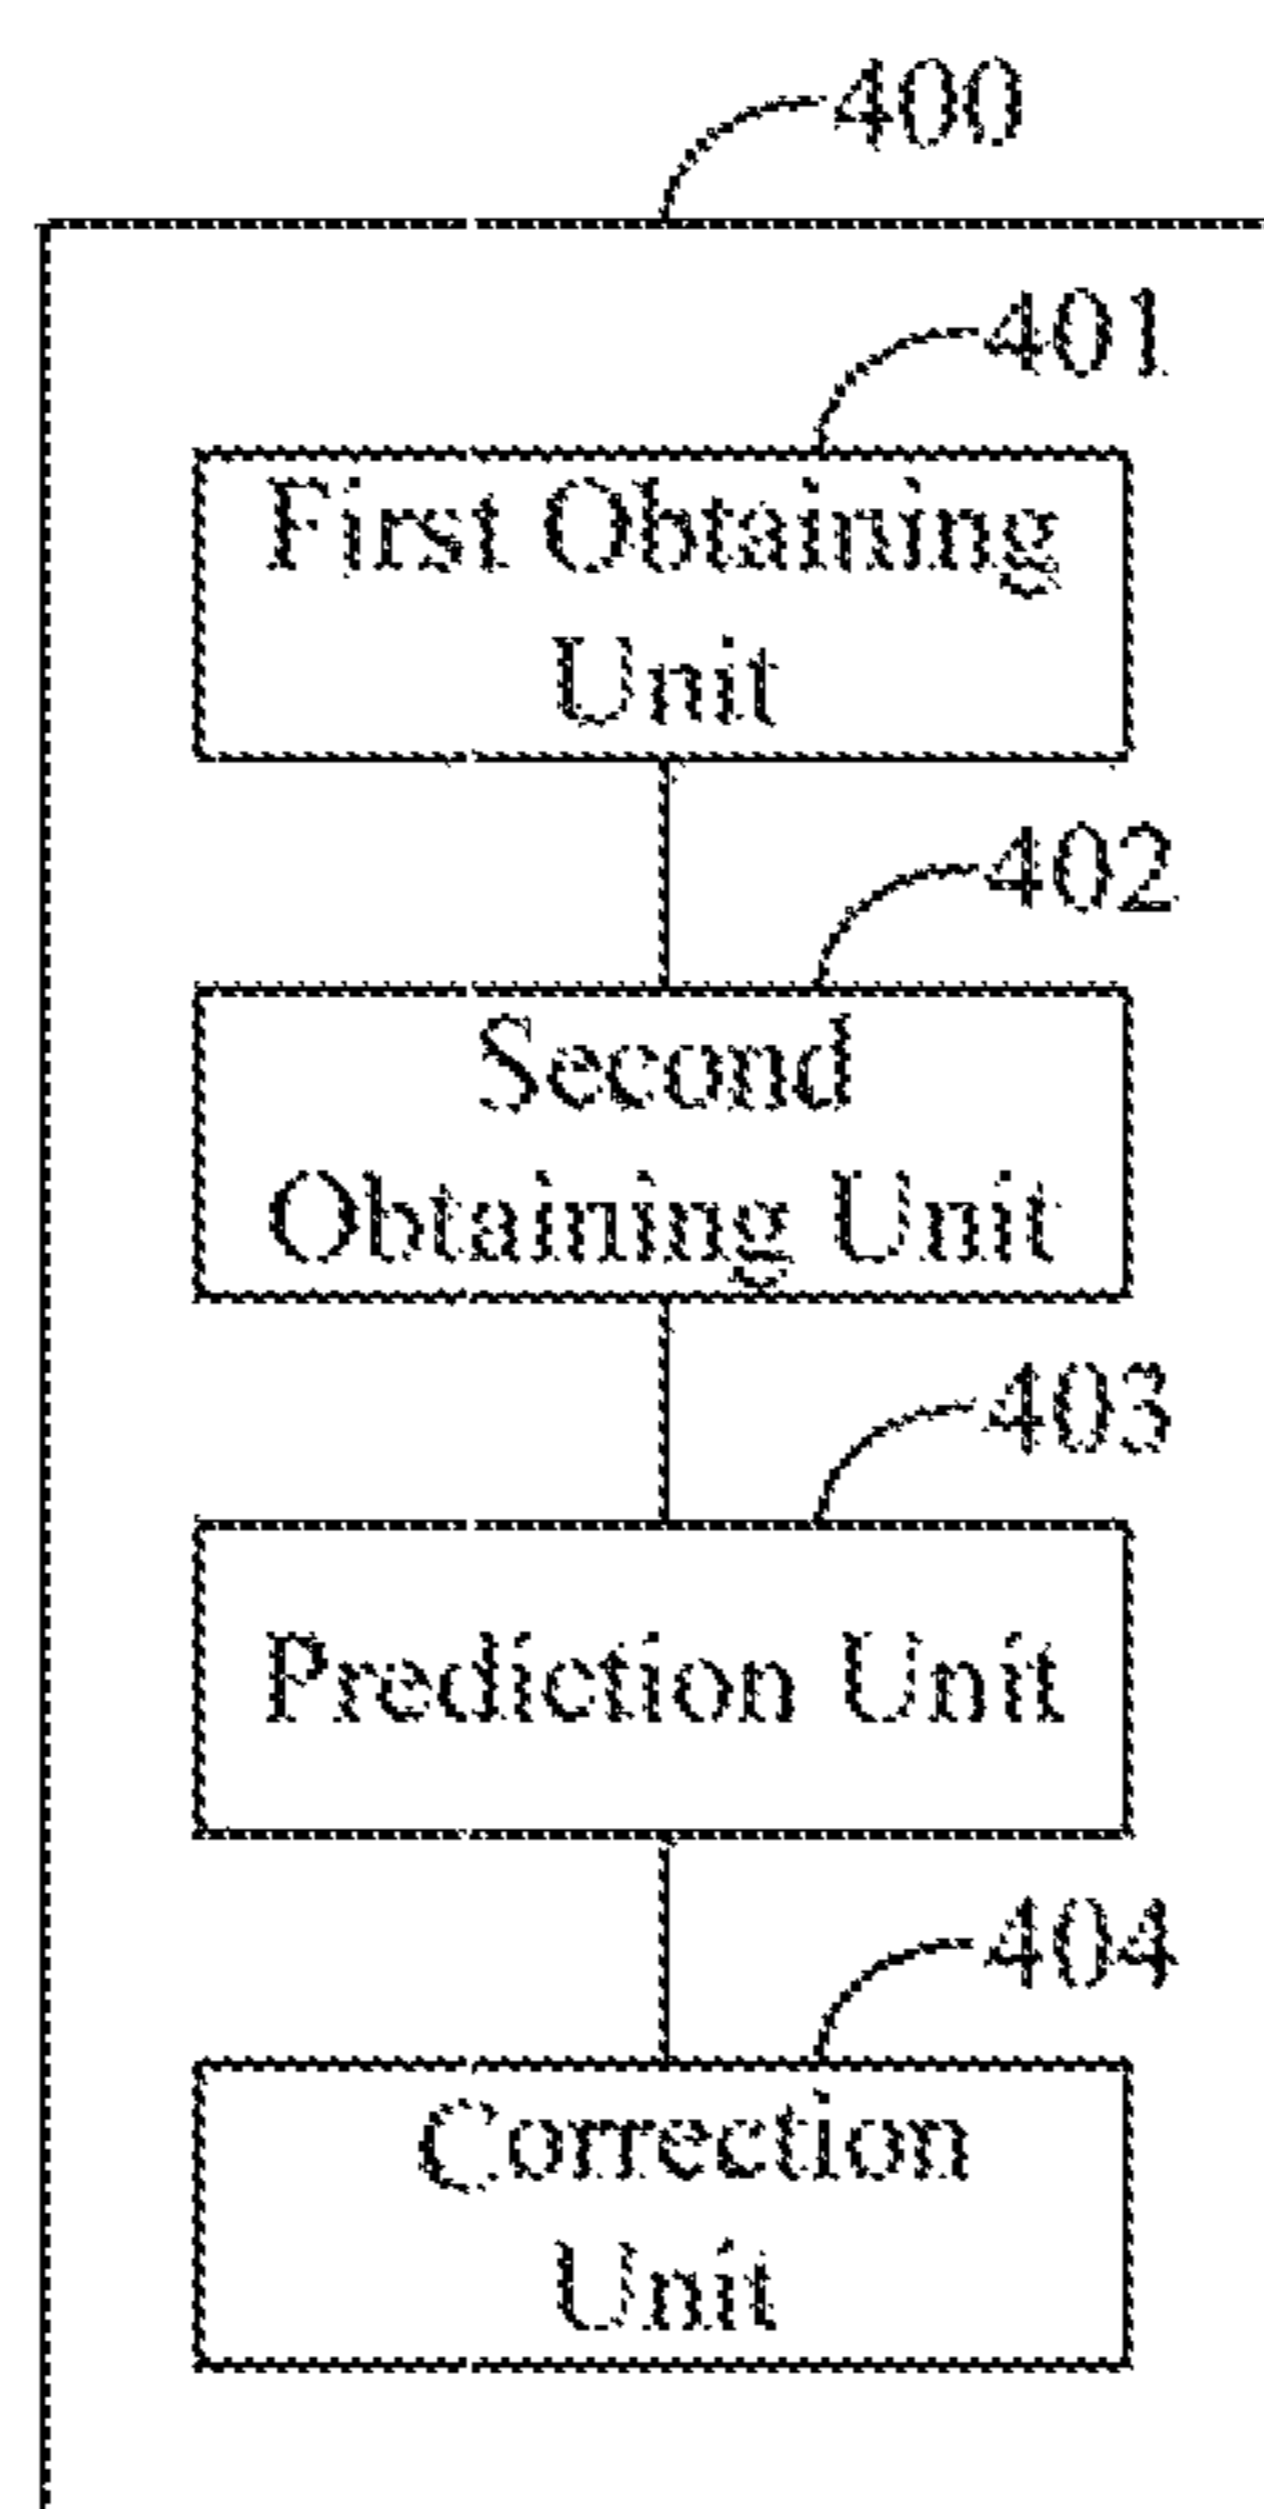 400
401
First Obtaining
Unit
402
Second
Obtaining Unit
403
Prediction Unit
404
Correction
Unit